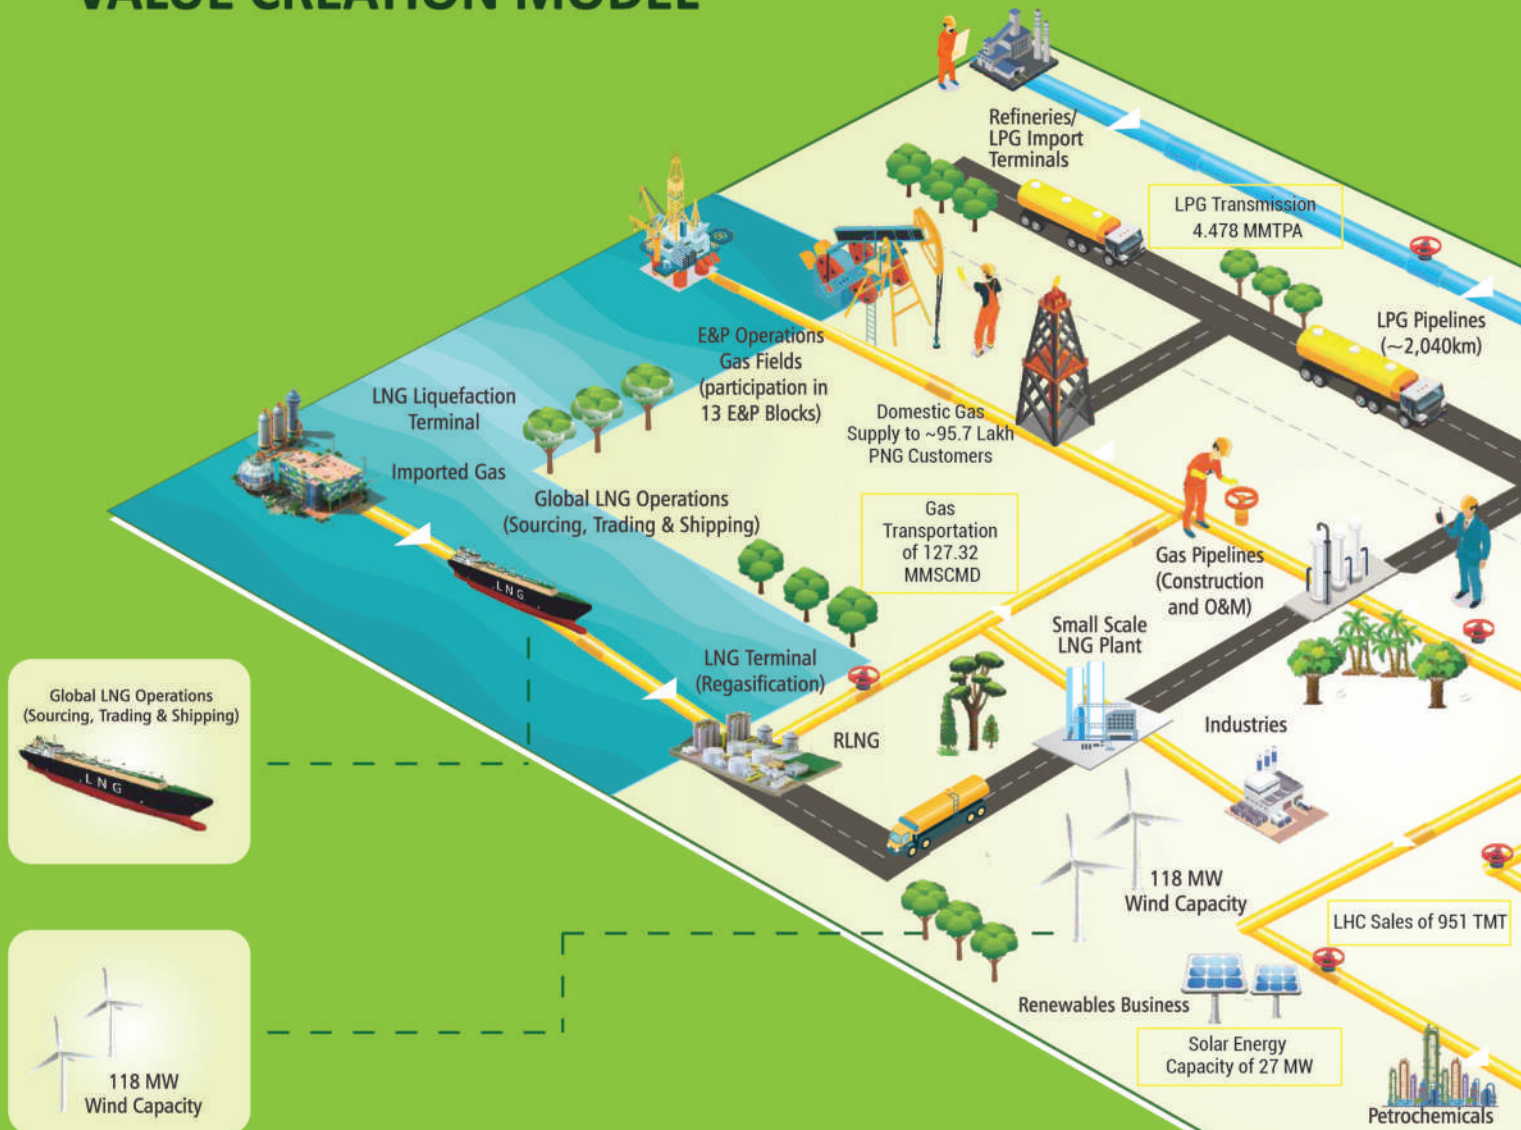 VALUE CREATION MODEL
Refineries/
LPG Import
Terminals
LPG Transmission
4.478 MMTPA
LPG Pipelines
(~2,040km)
E&P Operations
Gas Fields
(participation in
13 E&P Blocks)
Domestic Gas
Supply to ~95.7 Lakh
PNG Customers
LNG Liquefaction
Terminal
Imported Gas
Global LNG Operations
(Sourcing, Trading & Shipping)
LNG
Gas
Transportation
of 127.32
MMSCMD
Gas Pipelines
(Construction
and O&M)
Small Scale
LNG Plant
LNG Terminal
(Regasification)
RLNG
Industries
Global LNG Operations
(Sourcing, Trading & Shipping)
LNG
118 MW
Wind Capacity
LHC Sales of 951 TMT
Renewables Business
Solar Energy
Capacity of 27 MW
Petrochemicals
118 MW
Wind Capacity